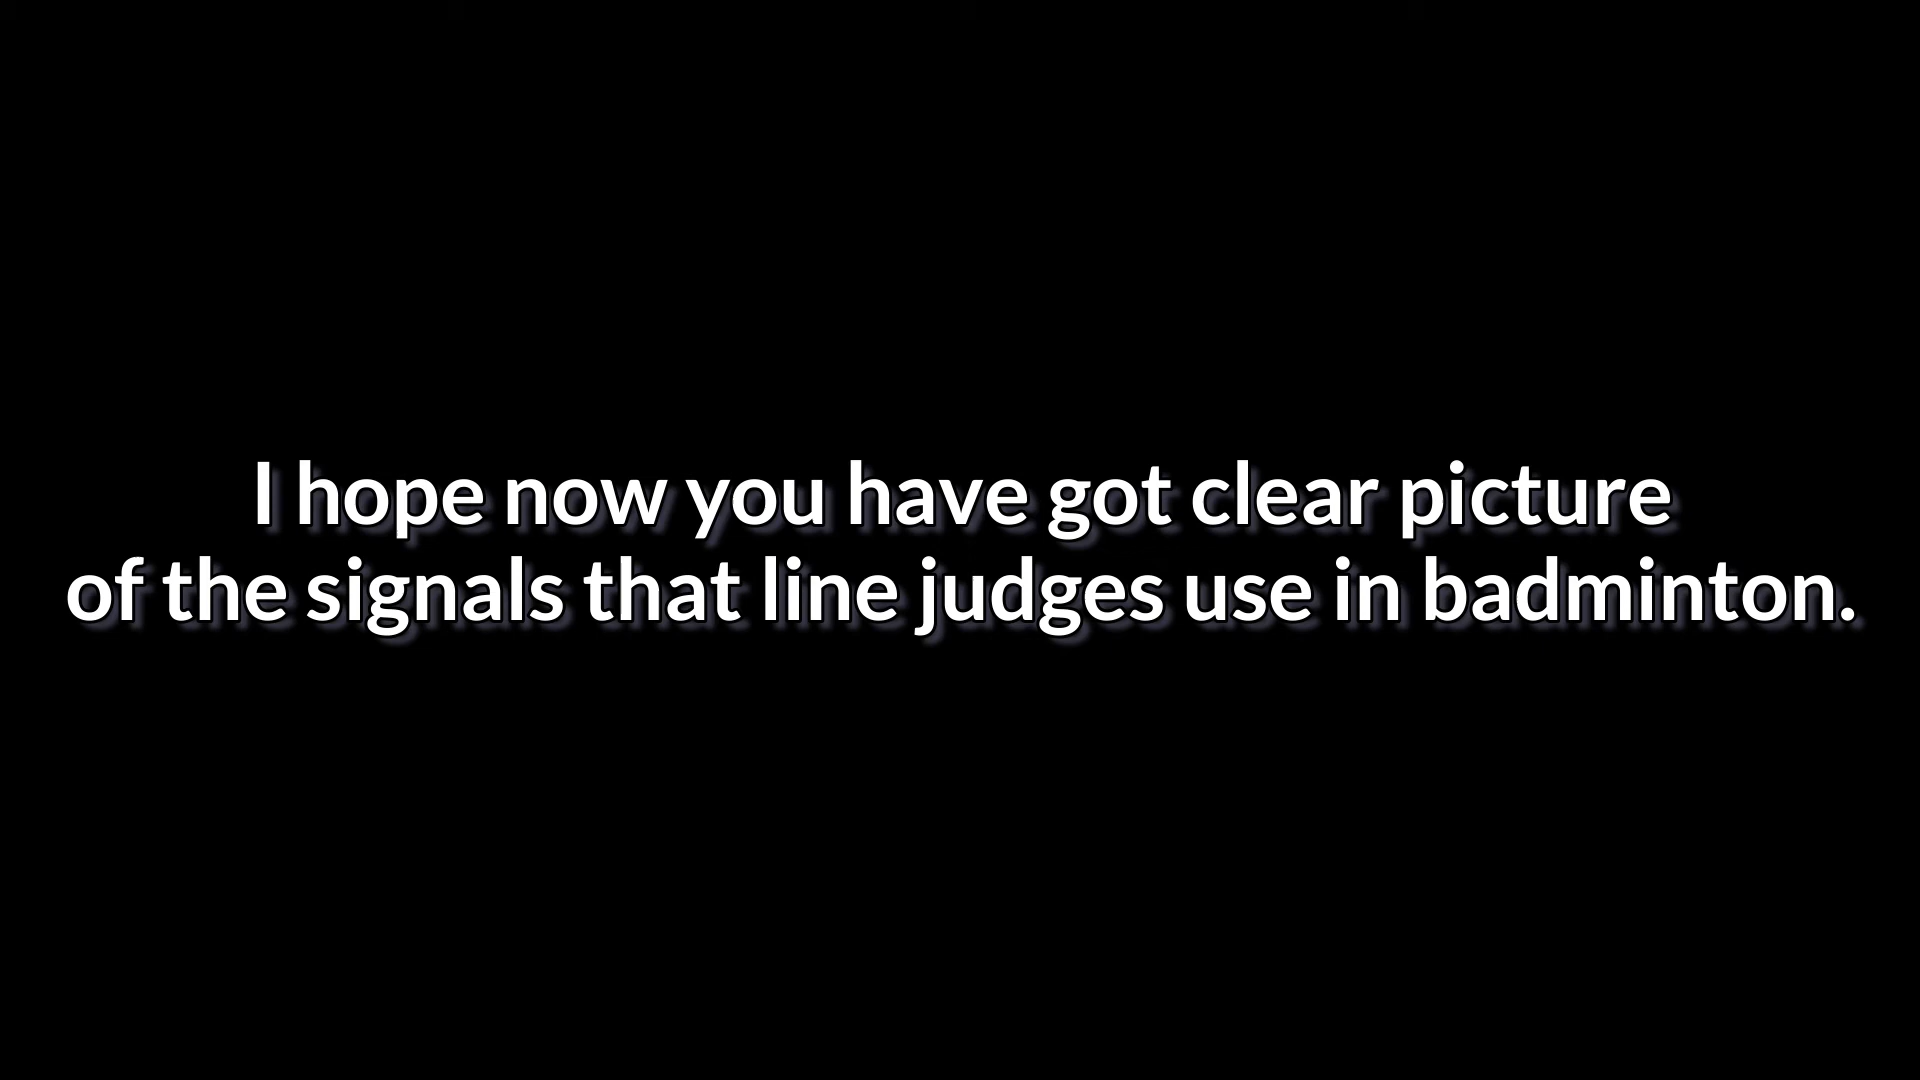 I hope now you have got clear picture
of the signals that line judges use in badminton.